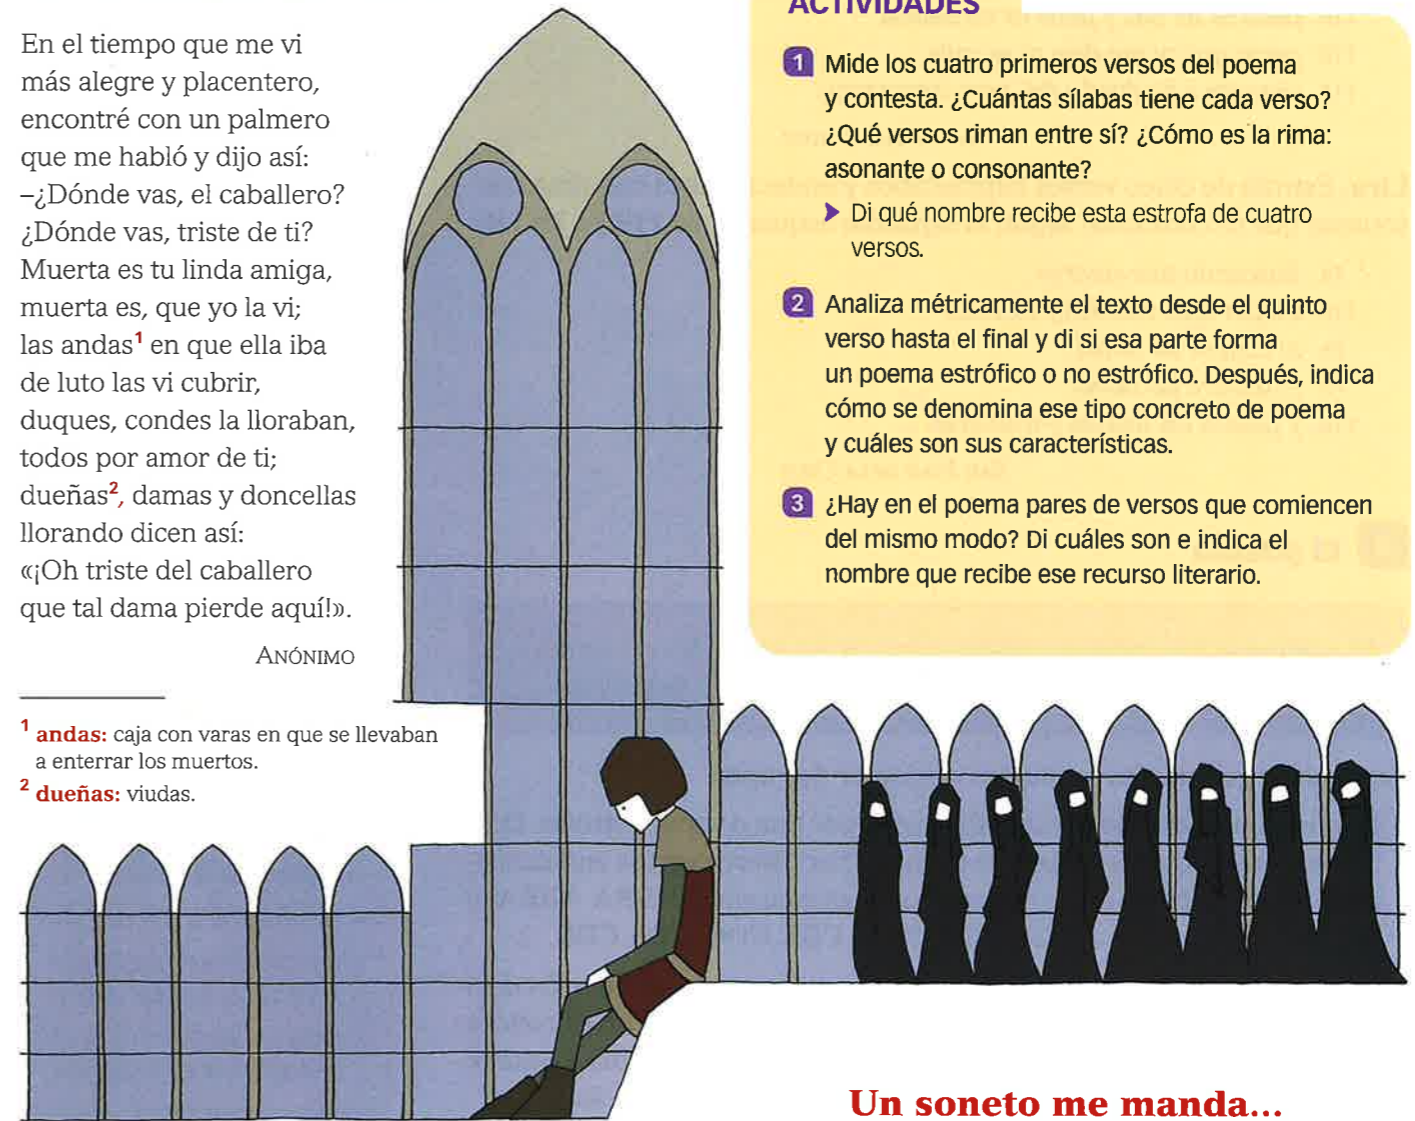 En el tiempo que me vi
más alegre y placentero,
encontré con un palmero
que me habló y dijo así:
–¿Dónde vas, el caballero?
¿Dónde vas, triste de ti?
Muerta es tu linda amiga,
muerta es, que yo la vi;
las andas¹ en que ella iba
de luto las vi cubrir,
duques, condes la lloraban,
todos por amor de ti;
dueñas², damas y doncellas
llorando dicen así:
«¡Oh triste del caballero
que tal dama pierde aquí!».
ANÓNIMO
¹ andas: caja con varas en que se llevaban
a enterrar los muertos.
² dueñas: viudas.
ACTIVIDADES
1 Mide los cuatro primeros versos del poema
y contesta. ¿Cuántas sílabas tiene cada verso?
¿Qué versos riman entre sí? ¿Cómo es la rima:
asonante o consonante?
Di qué nombre recibe esta estrofa de cuatro
versos.
2 Analiza métricamente el texto desde el quinto
verso hasta el final y di si esa parte forma
un poema estrófico o no estrófico. Después, indica
cómo se denomina ese tipo concreto de poema
y cuáles son sus características.
3 ¿Hay en el poema pares de versos que comiencen
del mismo modo? Di cuáles son e indica el
nombre que recibe ese recurso literario.
Un soneto me manda...